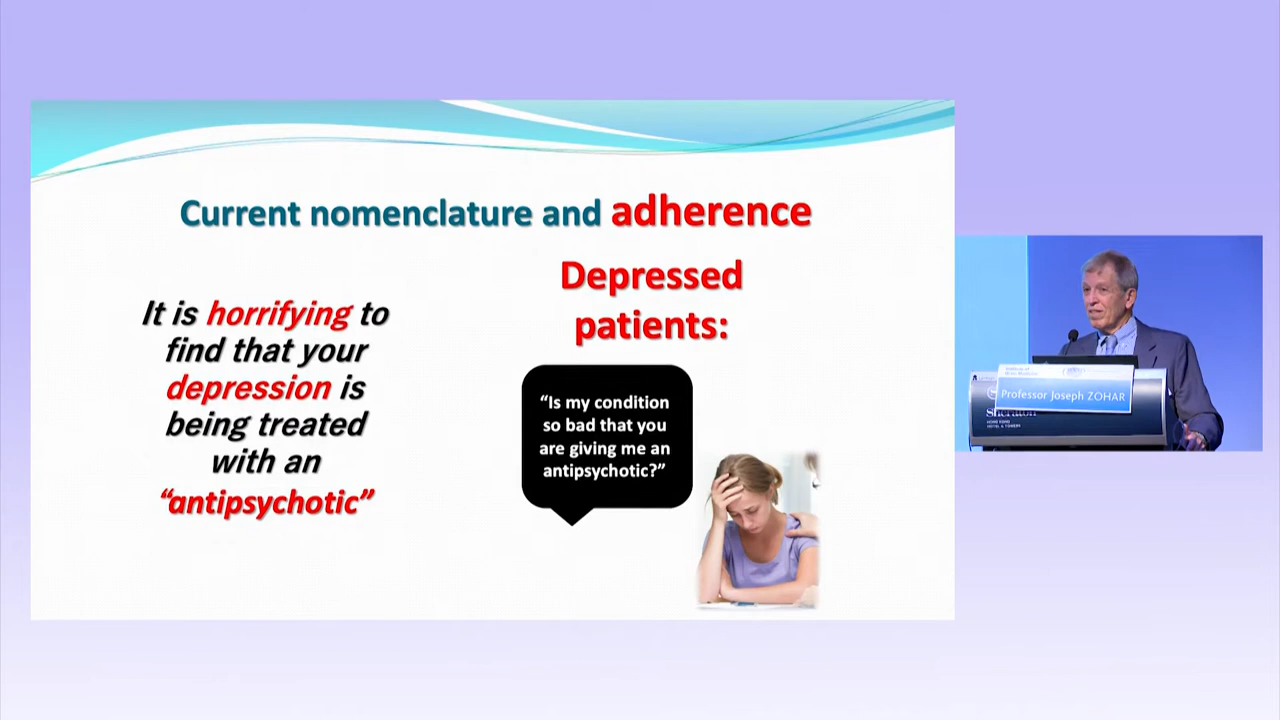 Current nomenclature and adherence
It is horrifying to
find that your
depression is
being treated
with an
“antipsychotic”
Depressed
patients:
“Is my condition
so bad that you
are giving me an
antipsychotic?”
Professor Joseph ZOHAR
Sheraton